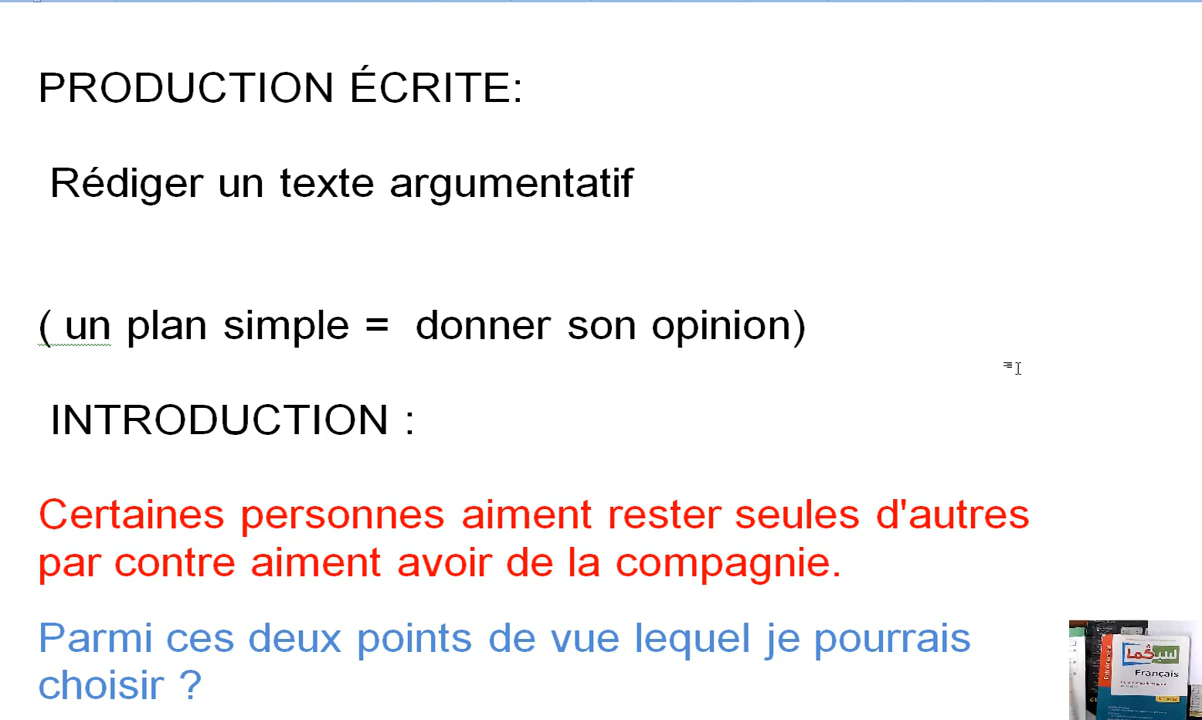 PRODUCTION ÉCRITE:
Rédiger un texte argumentatif
( un plan simple = donner son opinion)
INTRODUCTION :
Certaines personnes aiment rester seules d'autres
par contre aiment avoir de la compagnie.
Parmi ces deux points de vue lequel je pourrais
choisir ?
Français